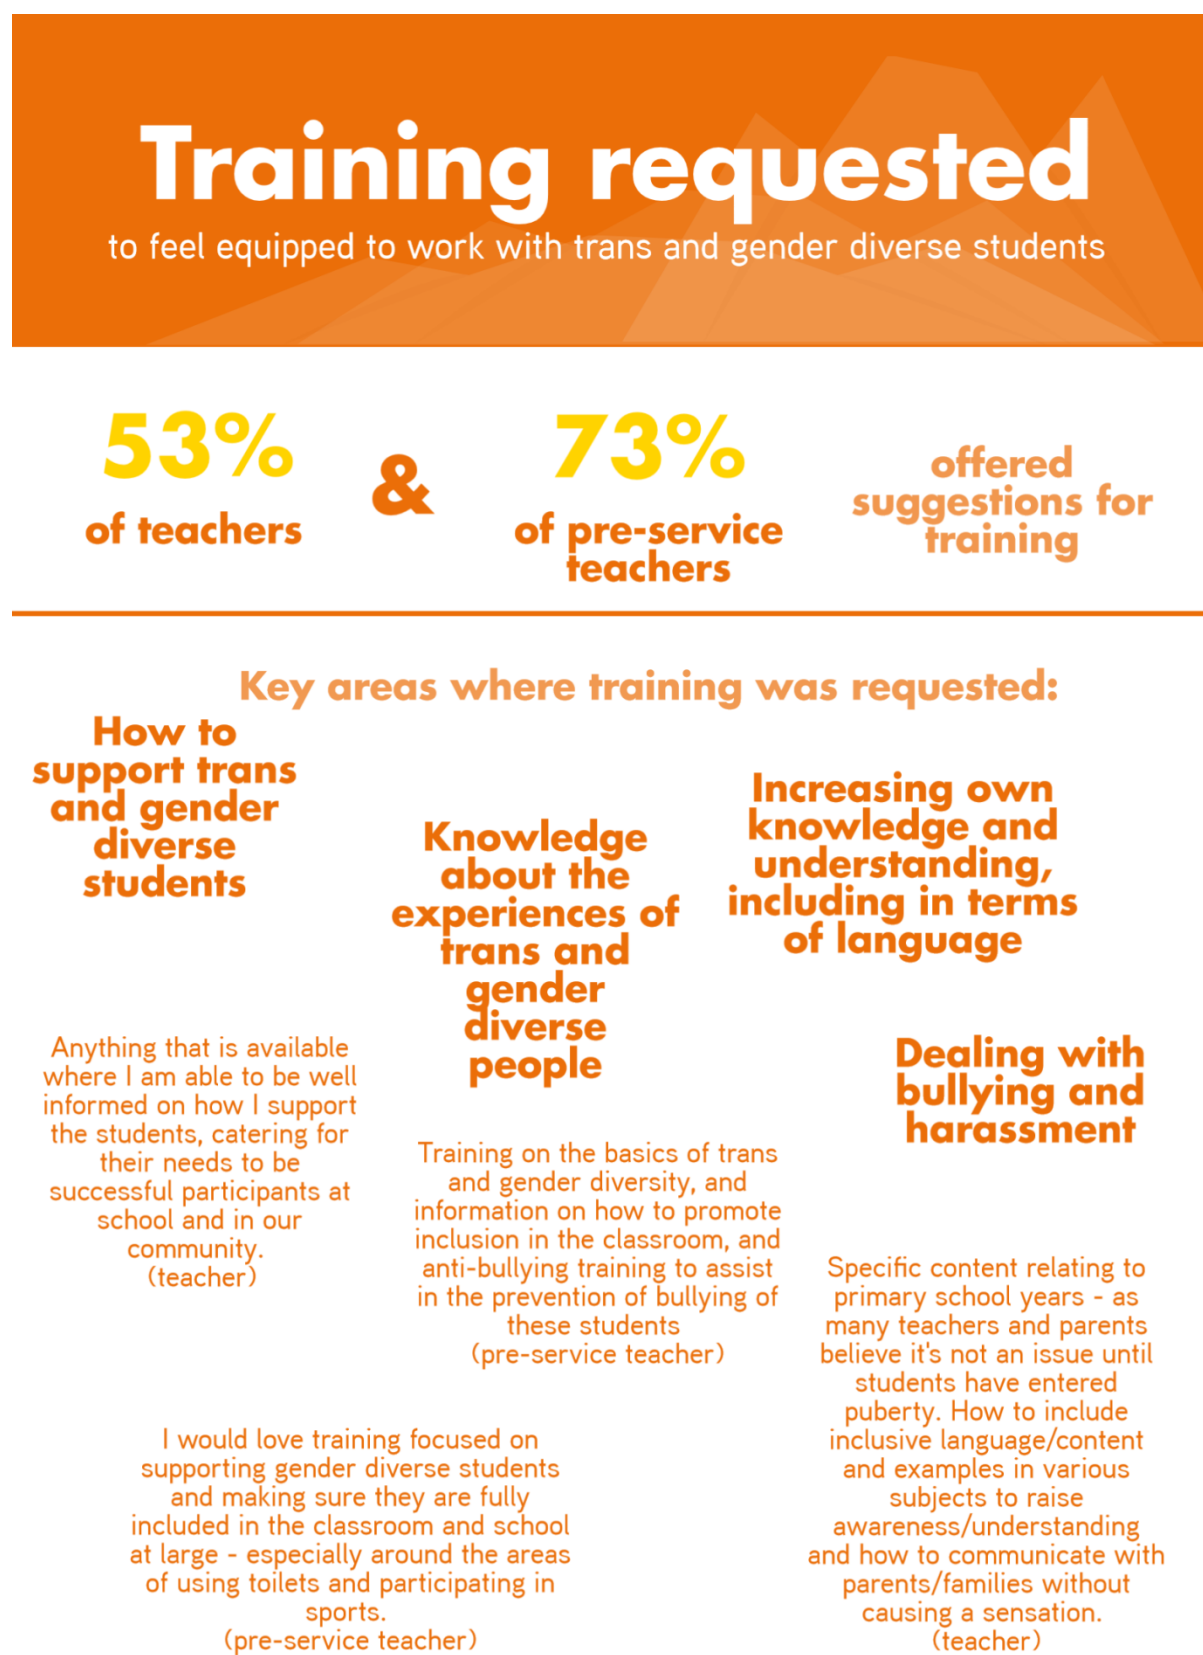 Training requested
to feel equipped to work with trans and gender diverse students
53%
of teachers
&
73%
of pre-service
teachers
offered
suggestions for
training
Key areas where training was requested:
How to
support trans
and gender
diverse
students
Knowledge
about the
experiences of
trans and
gender
diverse
people
Increasing own
knowledge and
understanding,
including in terms
of language
Dealing with
bullying and
harassment
Anything that is available
where I am able to be well
informed on how I support
the students, catering for
their needs to be
successful participants at
school and in our
community.
(teacher)
Training on the basics of trans
and gender diversity, and
information on how to promote
inclusion in the classroom, and
anti-bullying training to assist
in the prevention of bullying of
these students
(pre-service teacher)
Specific content relating to
primary school years - as
many teachers and parents
believe it's not an issue until
students have entered
puberty. How to include
inclusive language/content
and examples in various
subjects to raise
awareness/understanding
and how to communicate with
parents/families without
causing a sensation.
(teacher)
I would love training focused on
supporting gender diverse students
and making sure they are fully
included in the classroom and school
at large - especially around the areas
of using toilets and participating in
sports.
(pre-service teacher)